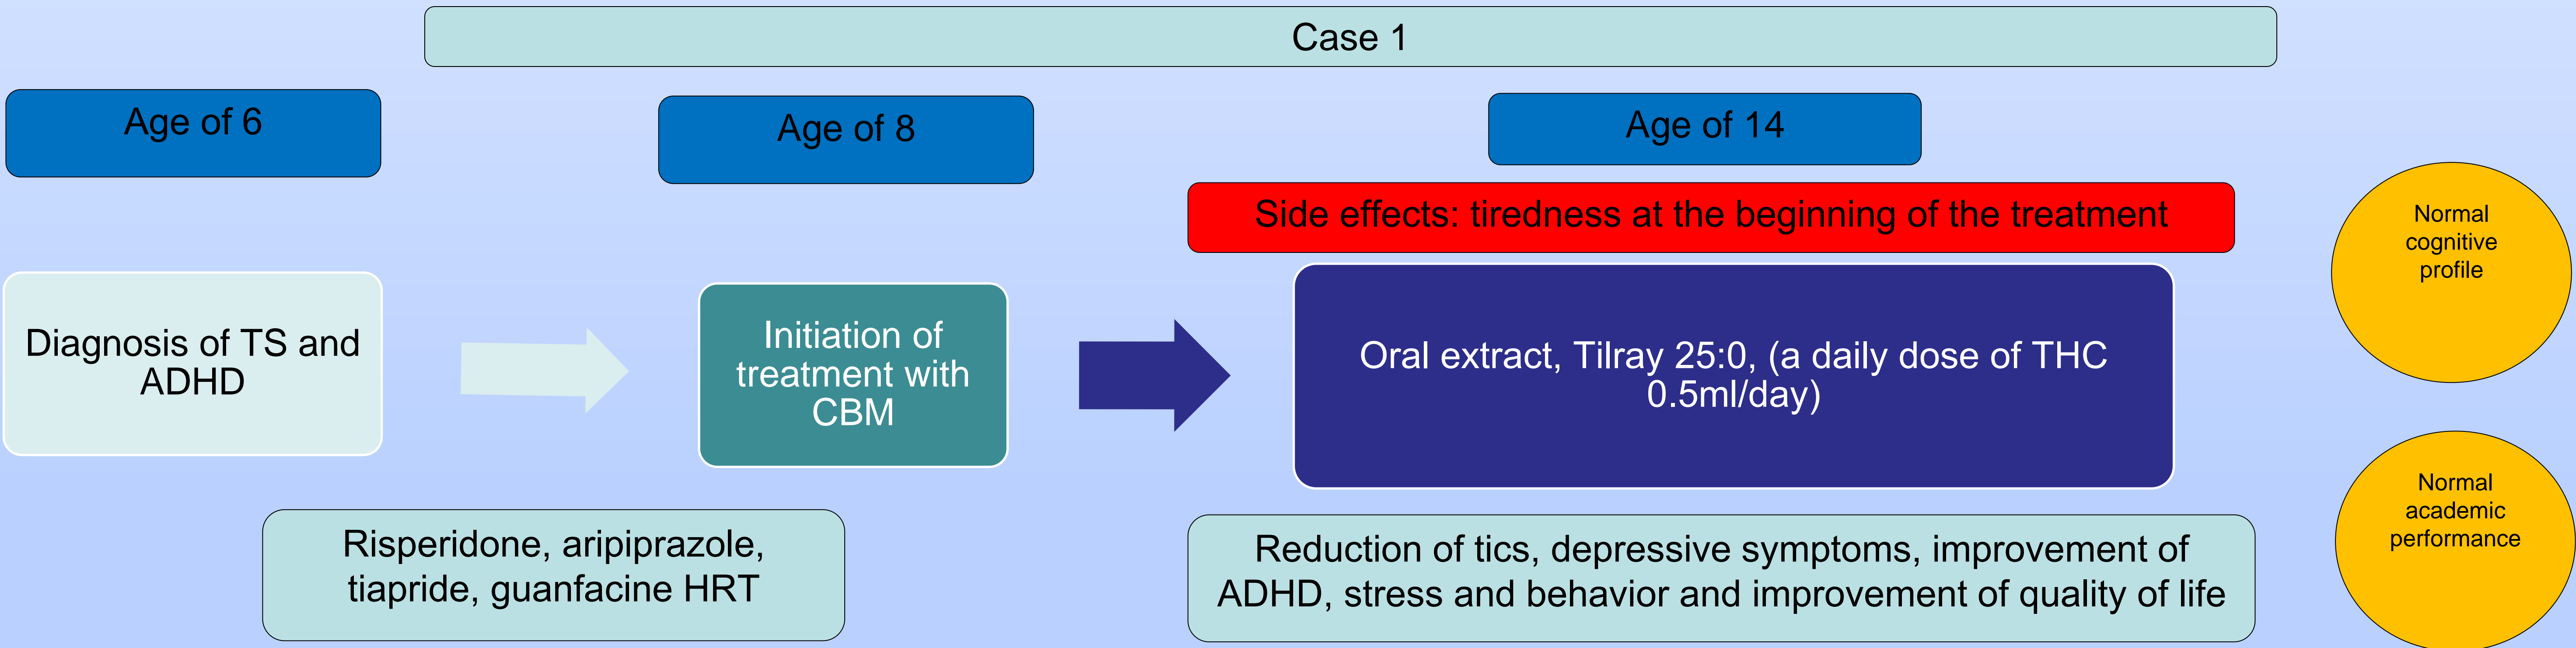 Case 1
Age of 6
Age of 8
Age of 14
Side effects: tiredness at the beginning of the treatment
Normal
cognitive
profile
Diagnosis of TS and
ADHD
Initiation of
treatment with
CBM
Oral extract, Tilray 25:0, (a daily dose of THC
0.5ml/day)
Risperidone, aripiprazole,
tiapride, guanfacine HRT
Reduction of tics, depressive symptoms, improvement of
ADHD, stress and behavior and improvement of quality of life
Normal
academic
performance